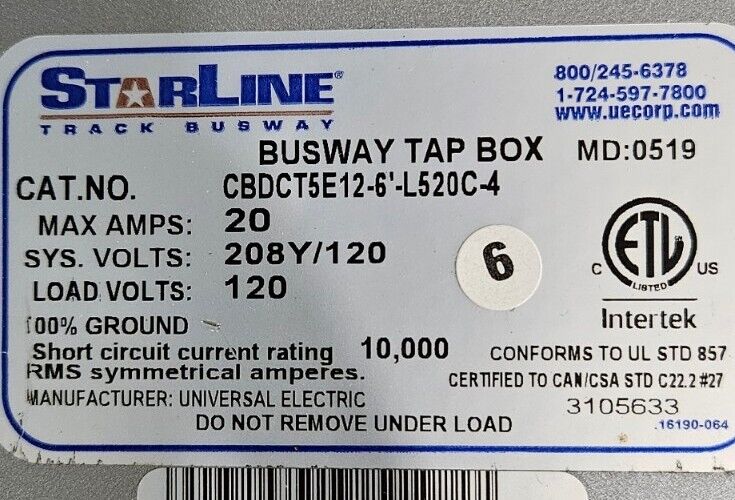 STARLINE®
TRACK BUSWAY
800/245-6378
1-724-597-7800
www.uecorp.com
BUSWAY TAP BOX MD:0519
CAT.NO. CBDCT5E12-6'-L520C-4
MAX AMPS: 20
SYS. VOLTS: 208Y/120
LOAD VOLTS: 120
6
100% GROUND
ETL
C US
LISTED
Intertek
Short circuit current rating 10,000
RMS symmetrical amperes.
CONFORMS TO UL STD 857
CERTIFIED TO CAN/CSA STD C22.2 #27
MANUFACTURER: UNIVERSAL ELECTRIC
3105633
DO NOT REMOVE UNDER LOAD
.16190-064